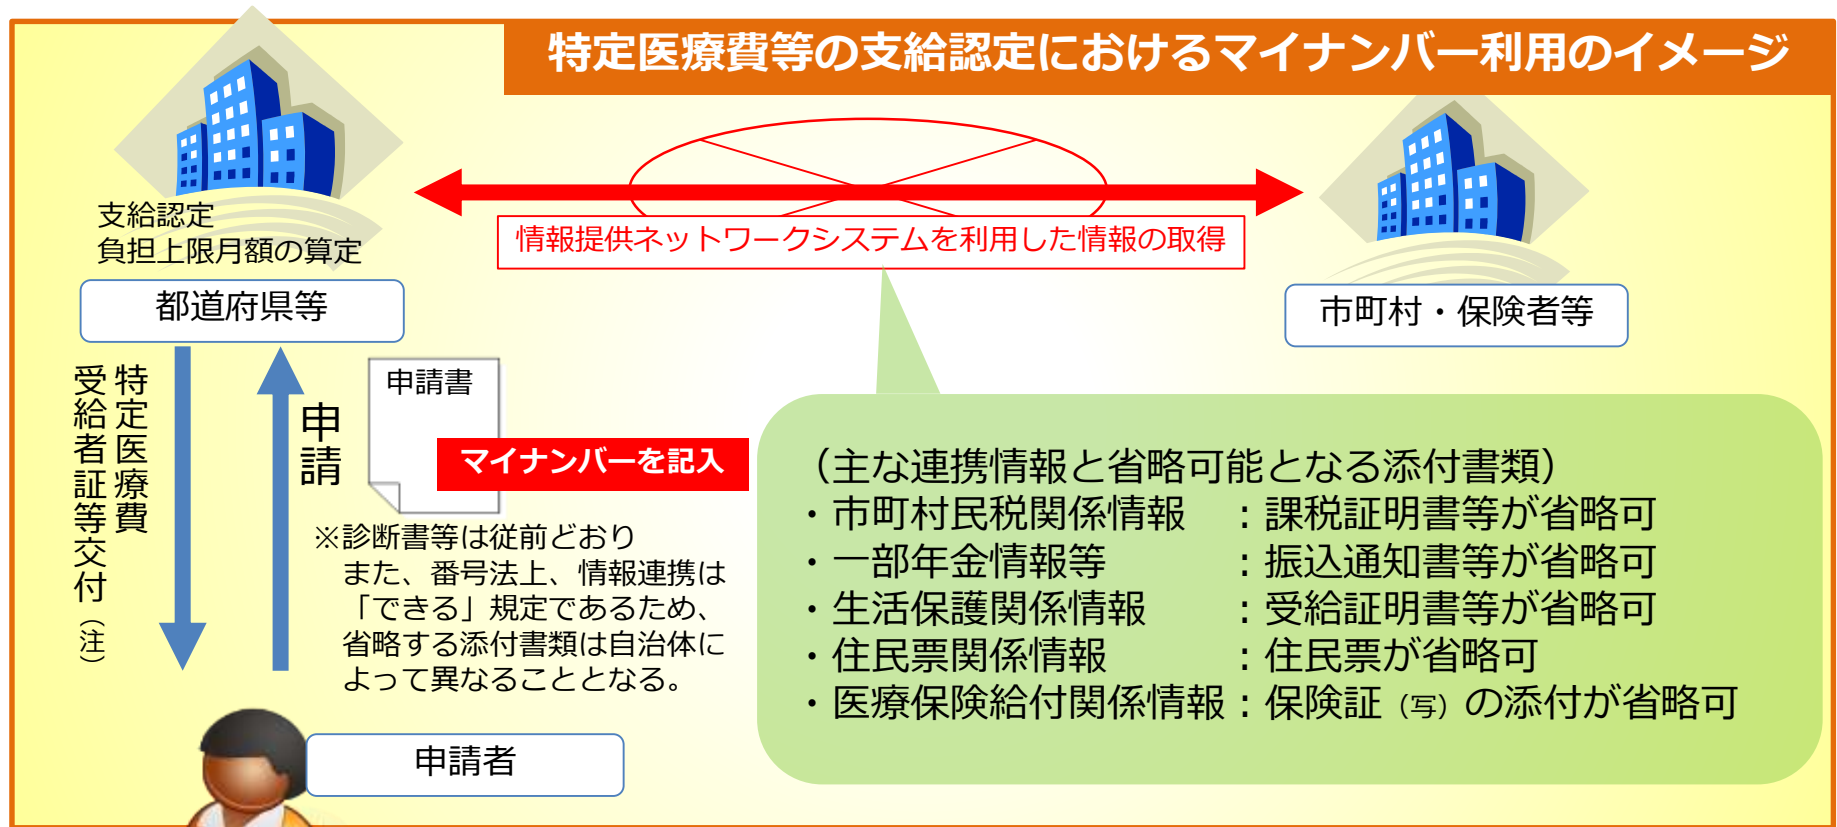 特定医療費等の支給認定におけるマイナンバー利用のイメージ
支給認定
負担上限月額の算定
都道府県等
情報提供ネットワークシステムを利用した情報の取得
市町村・保険者等
特定医療費
受給者証等交付（注）
申請
申請書
マイナンバーを記入
※診断書等は従前どおり
また、番号法上、情報連携は
「できる」規定であるため、
省略する添付書類は自治体に
よって異なることとなる。
（主な連携情報と省略可能となる添付書類）
・市町村民税関係情報　：課税証明書等が省略可
・一部年金情報等　　　：振込通知書等が省略可
・生活保護関係情報　　：受給証明書等が省略可
・住民票関係情報　　　：住民票が省略可
・医療保険給付関係情報：保険証（写）の添付が省略可
申請者